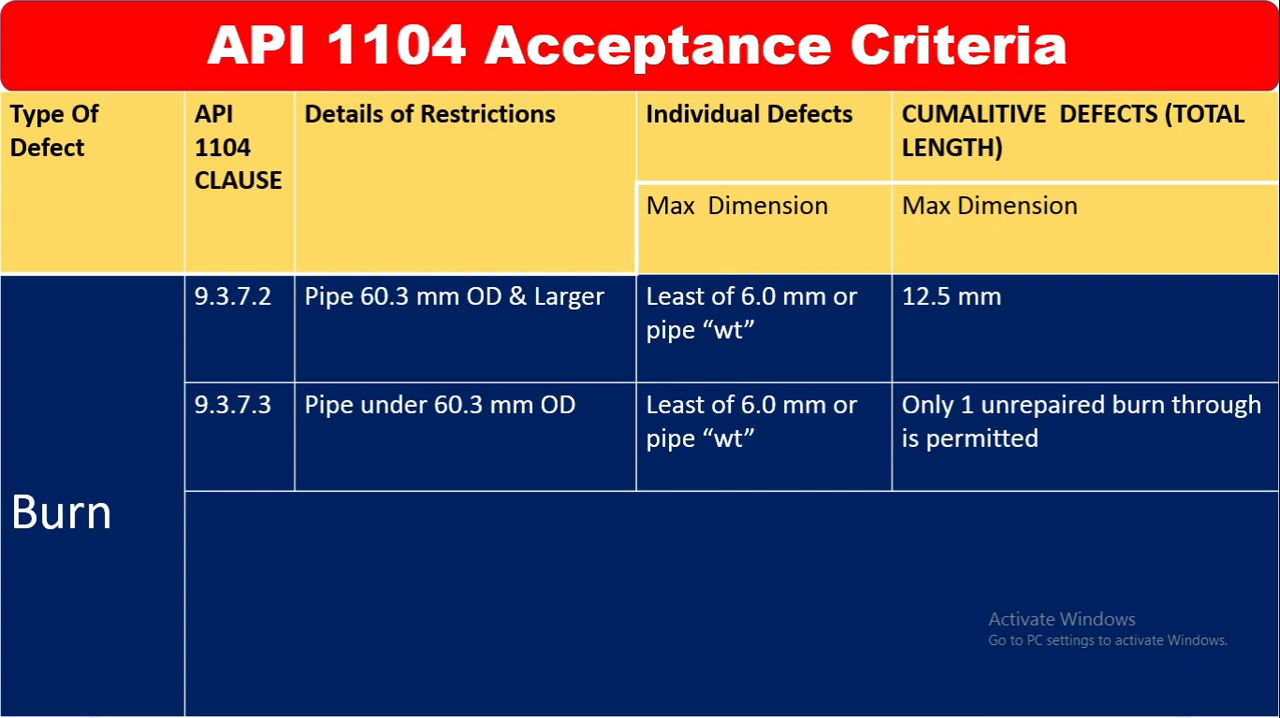 API 1104 Acceptance Criteria
Type Of
Defect
API
1104
CLAUSE
Details of Restrictions
Individual Defects
CUMALITIVE DEFECTS (TOTAL
LENGTH)
Max Dimension
Max Dimension
Burn
9.3.7.2
Pipe 60.3 mm OD & Larger
Least of 6.0 mm or
pipe “wt”
12.5 mm
9.3.7.3
Pipe under 60.3 mm OD
Least of 6.0 mm or
pipe “wt”
Only 1 unrepaired burn through
is permitted
Activate Windows
Go to PC settings to activate Windows.